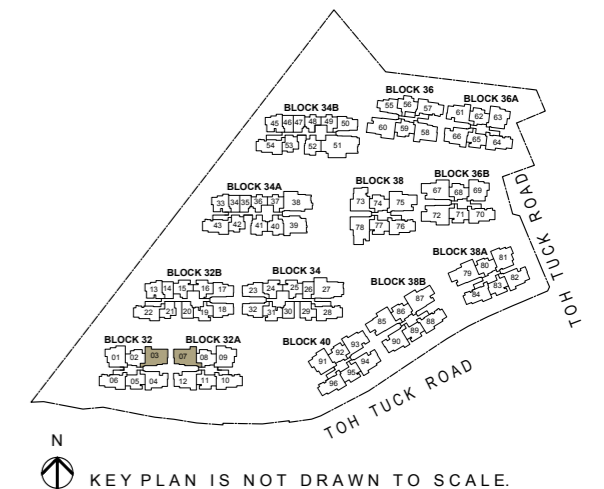 BLOCK 36
BLOCK 36A
BLOCK 34B
55 56 57
61 62 63
45 46 47 48 49 50
60 59 58
66 65 64
54 53 52 51
BLOCK 36B
BLOCK 38
BLOCK 34A
67 68 69
73 74 75
33 34 35 36 37 38
72 71 70
78 77 76
43 42 41 40 39
TOH TUCK ROAD
BLOCK 38A
79 80 81
84 83 82
BLOCK 32B
BLOCK 34
BLOCK 38B
13 14 15 16 17
23 24 25 26 27
85 86 87
22 21 20 19 18
32 31 30 29 28
90 89 88
BLOCK 32
BLOCK 32A
BLOCK 40
01 02 03
07 08 09
91 92 93
06 05 04
12 11 10
96 95 94
TOH TUCK ROAD
N
KEY PLAN IS NOT DRAWN TO SCALE.